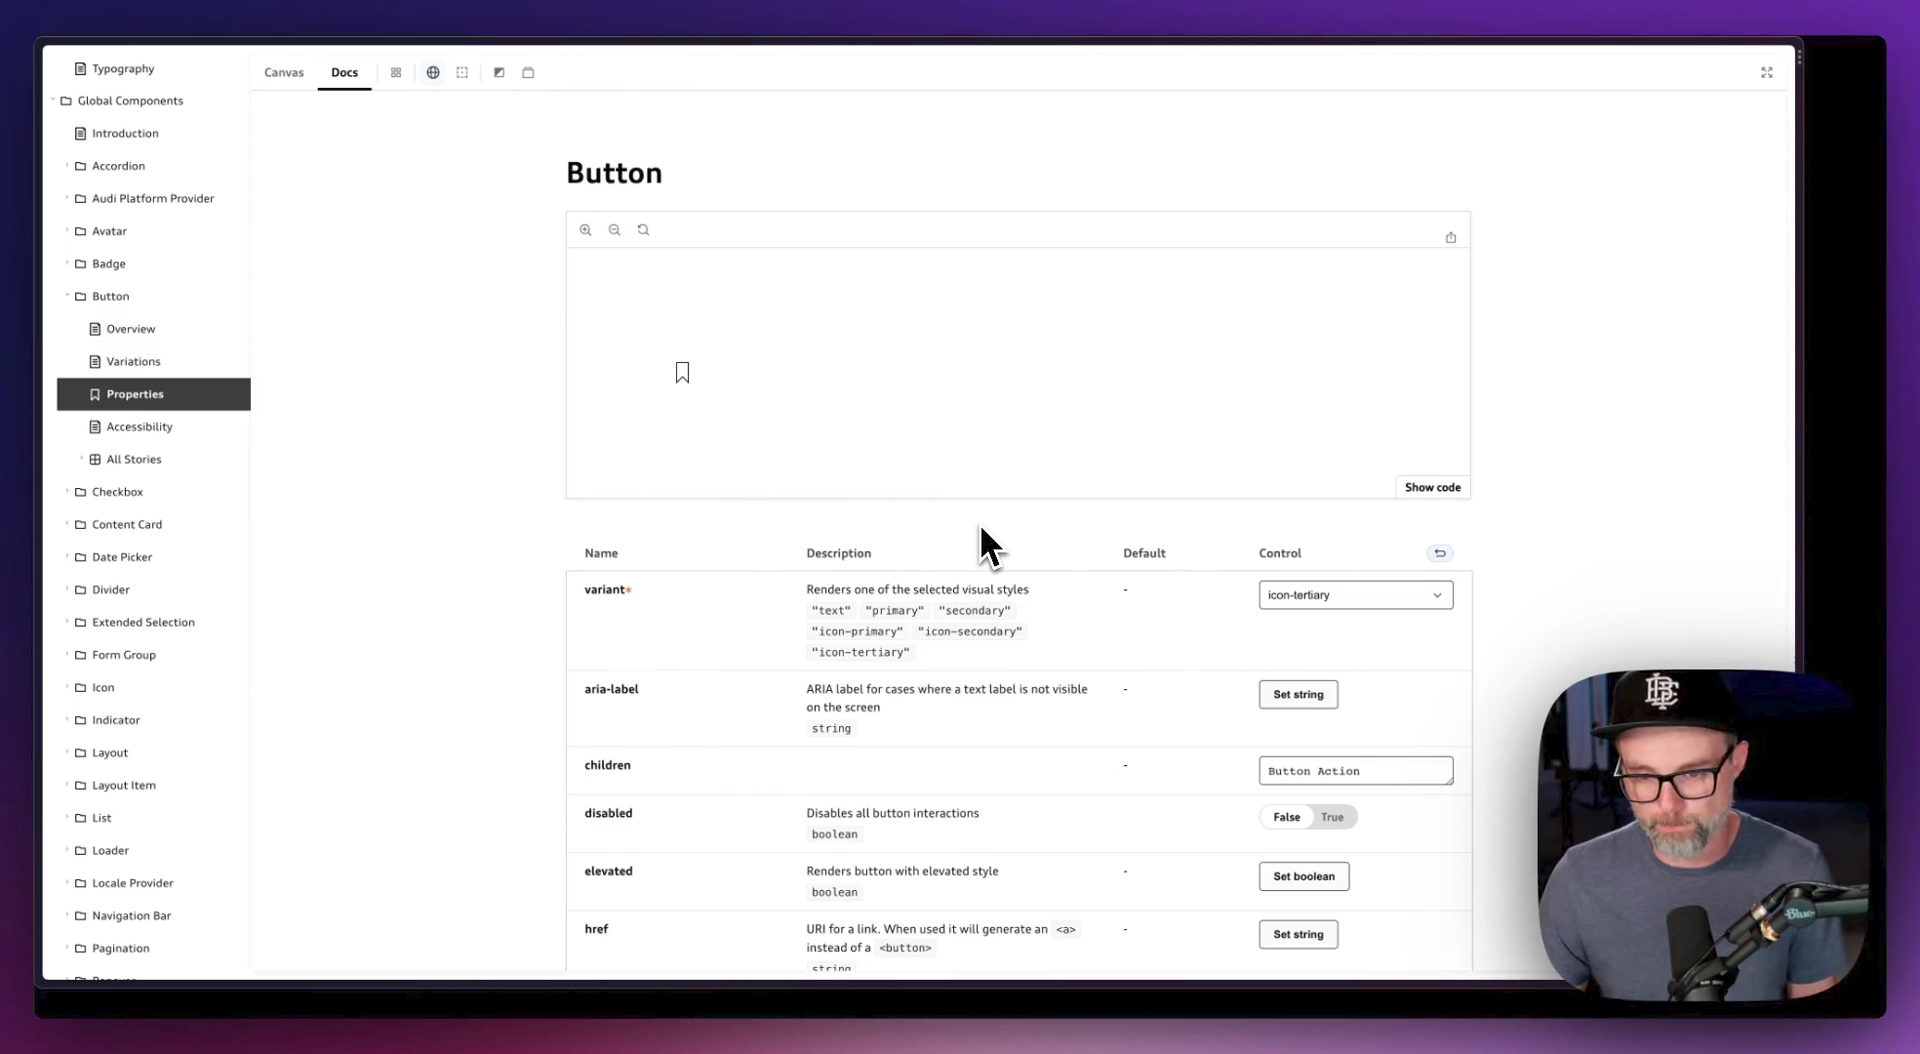 Typography
Global Components
Introduction
Accordion
Audi Platform Provider
Avatar
Badge
Button
Overview
Variations
Properties
Accessibility
All Stories
Checkbox
Content Card
Date Picker
Divider
Extended Selection
Form Group
Icon
Indicator
Layout
Layout Item
List
Loader
Locale Provider
Navigation Bar
Pagination
Canvas Docs
Button
Show code
Name Description Default Control
variant* Renders one of the selected visual styles - icon-tertiary
"text" "primary" "secondary"
"icon-primary" "icon-secondary"
"icon-tertiary"
aria-label ARIA label for cases where a text label is not visible - Set string
on the screen
string
children - Button Action
disabled Disables all button interactions False True
boolean
elevated Renders button with elevated style - Set boolean
boolean
href URI for a link. When used it will generate an <a> - Set string
instead of a <button>
string
Blue